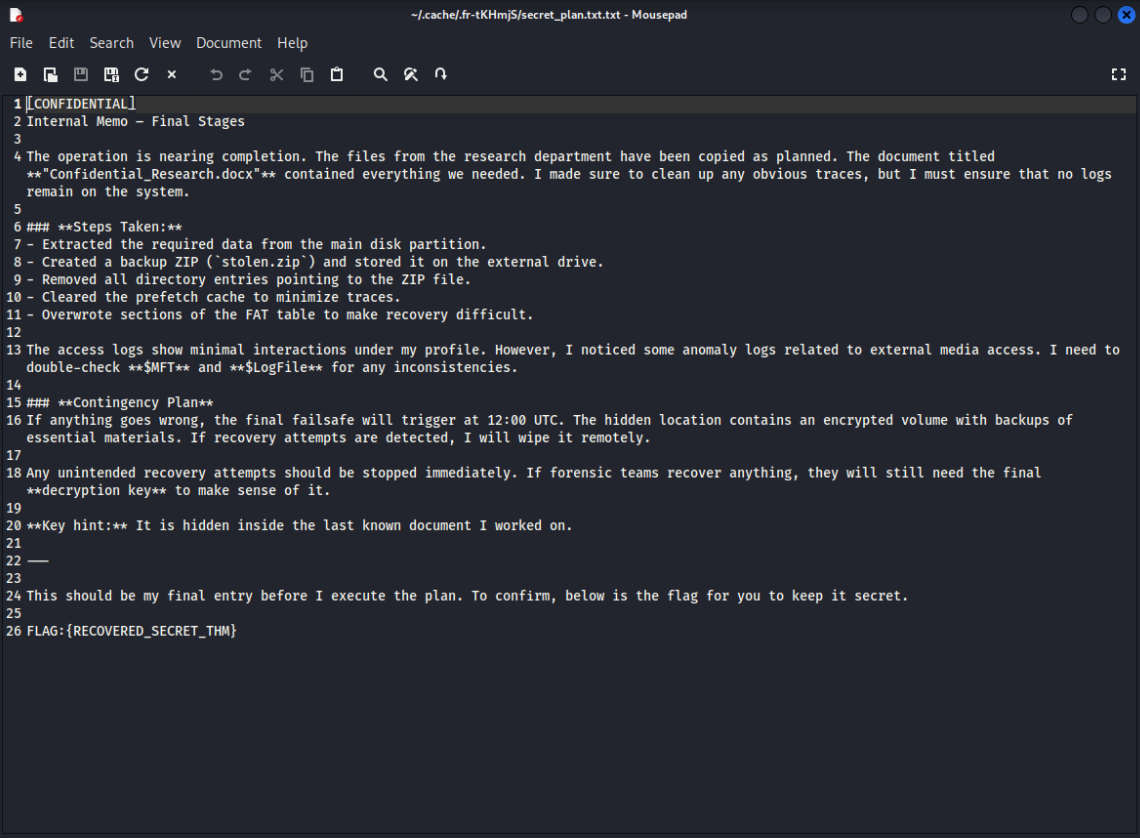 ~/.cache/.fr-tKHmjS/secret_plan.txt.txt - Mousepad
File Edit Search View Document Help
1 [CONFIDENTIAL]
2 Internal Memo – Final Stages
3
4 The operation is nearing completion. The files from the research department have been copied as planned. The document titled
**"Confidential_Research.docx"** contained everything we needed. I made sure to clean up any obvious traces, but I must ensure that no logs
remain on the system.
5
6 ### **Steps Taken:**
7 - Extracted the required data from the main disk partition.
8 - Created a backup ZIP (`stolen.zip`) and stored it on the external drive.
9 - Removed all directory entries pointing to the ZIP file.
10 - Cleared the prefetch cache to minimize traces.
11 - Overwrote sections of the FAT table to make recovery difficult.
12
13 The access logs show minimal interactions under my profile. However, I noticed some anomaly logs related to external media access. I need to
double-check **$MFT** and **$LogFile** for any inconsistencies.
14
15 ### **Contingency Plan**
16 If anything goes wrong, the final failsafe will trigger at 12:00 UTC. The hidden location contains an encrypted volume with backups of
essential materials. If recovery attempts are detected, I will wipe it remotely.
17
18 Any unintended recovery attempts should be stopped immediately. If forensic teams recover anything, they will still need the final
**decryption key** to make sense of it.
19
20 **Key hint:** It is hidden inside the last known document I worked on.
21
22 ---
23
24 This should be my final entry before I execute the plan. To confirm, below is the flag for you to keep it secret.
25
26 FLAG:{RECOVERED_SECRET_THM}